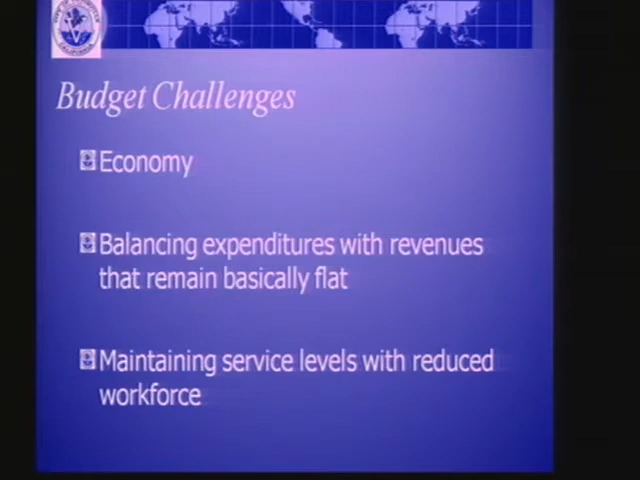 Budget Challenges
Economy
Balancing expenditures with revenues
that remain basically flat
Maintaining service levels with reduced
workforce